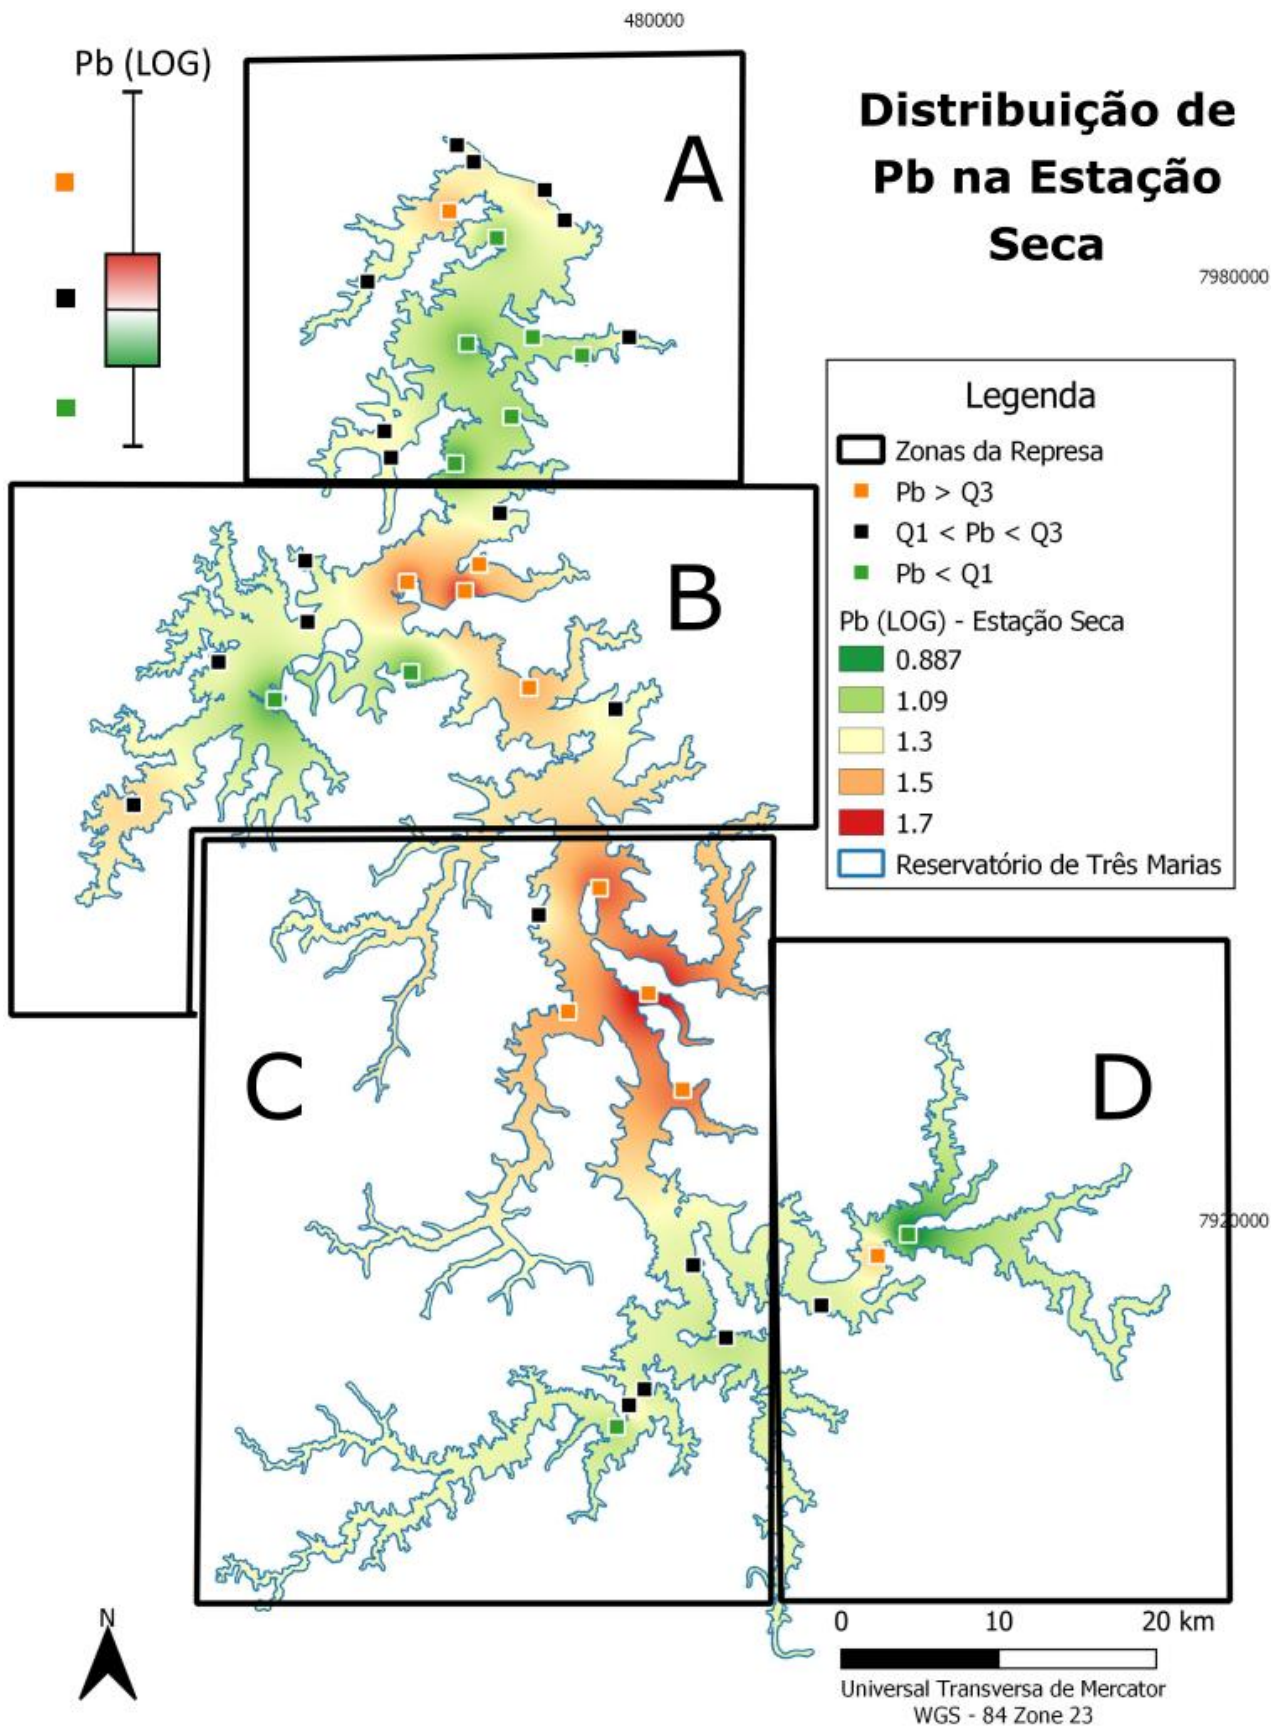 480000
Pb (LOG)
Distribuição de
Pb na Estação
Seca
7980000
A
Legenda
Zonas da Represa
Pb > Q3
Q1 < Pb < Q3
Pb < Q1
Pb (LOG) - Estação Seca
0.887
1.09
1.3
1.5
1.7
Reservatório de Três Marias
B
C
D
7920000
N
0 10 20 km
Universal Transversa de Mercator
WGS - 84 Zone 23